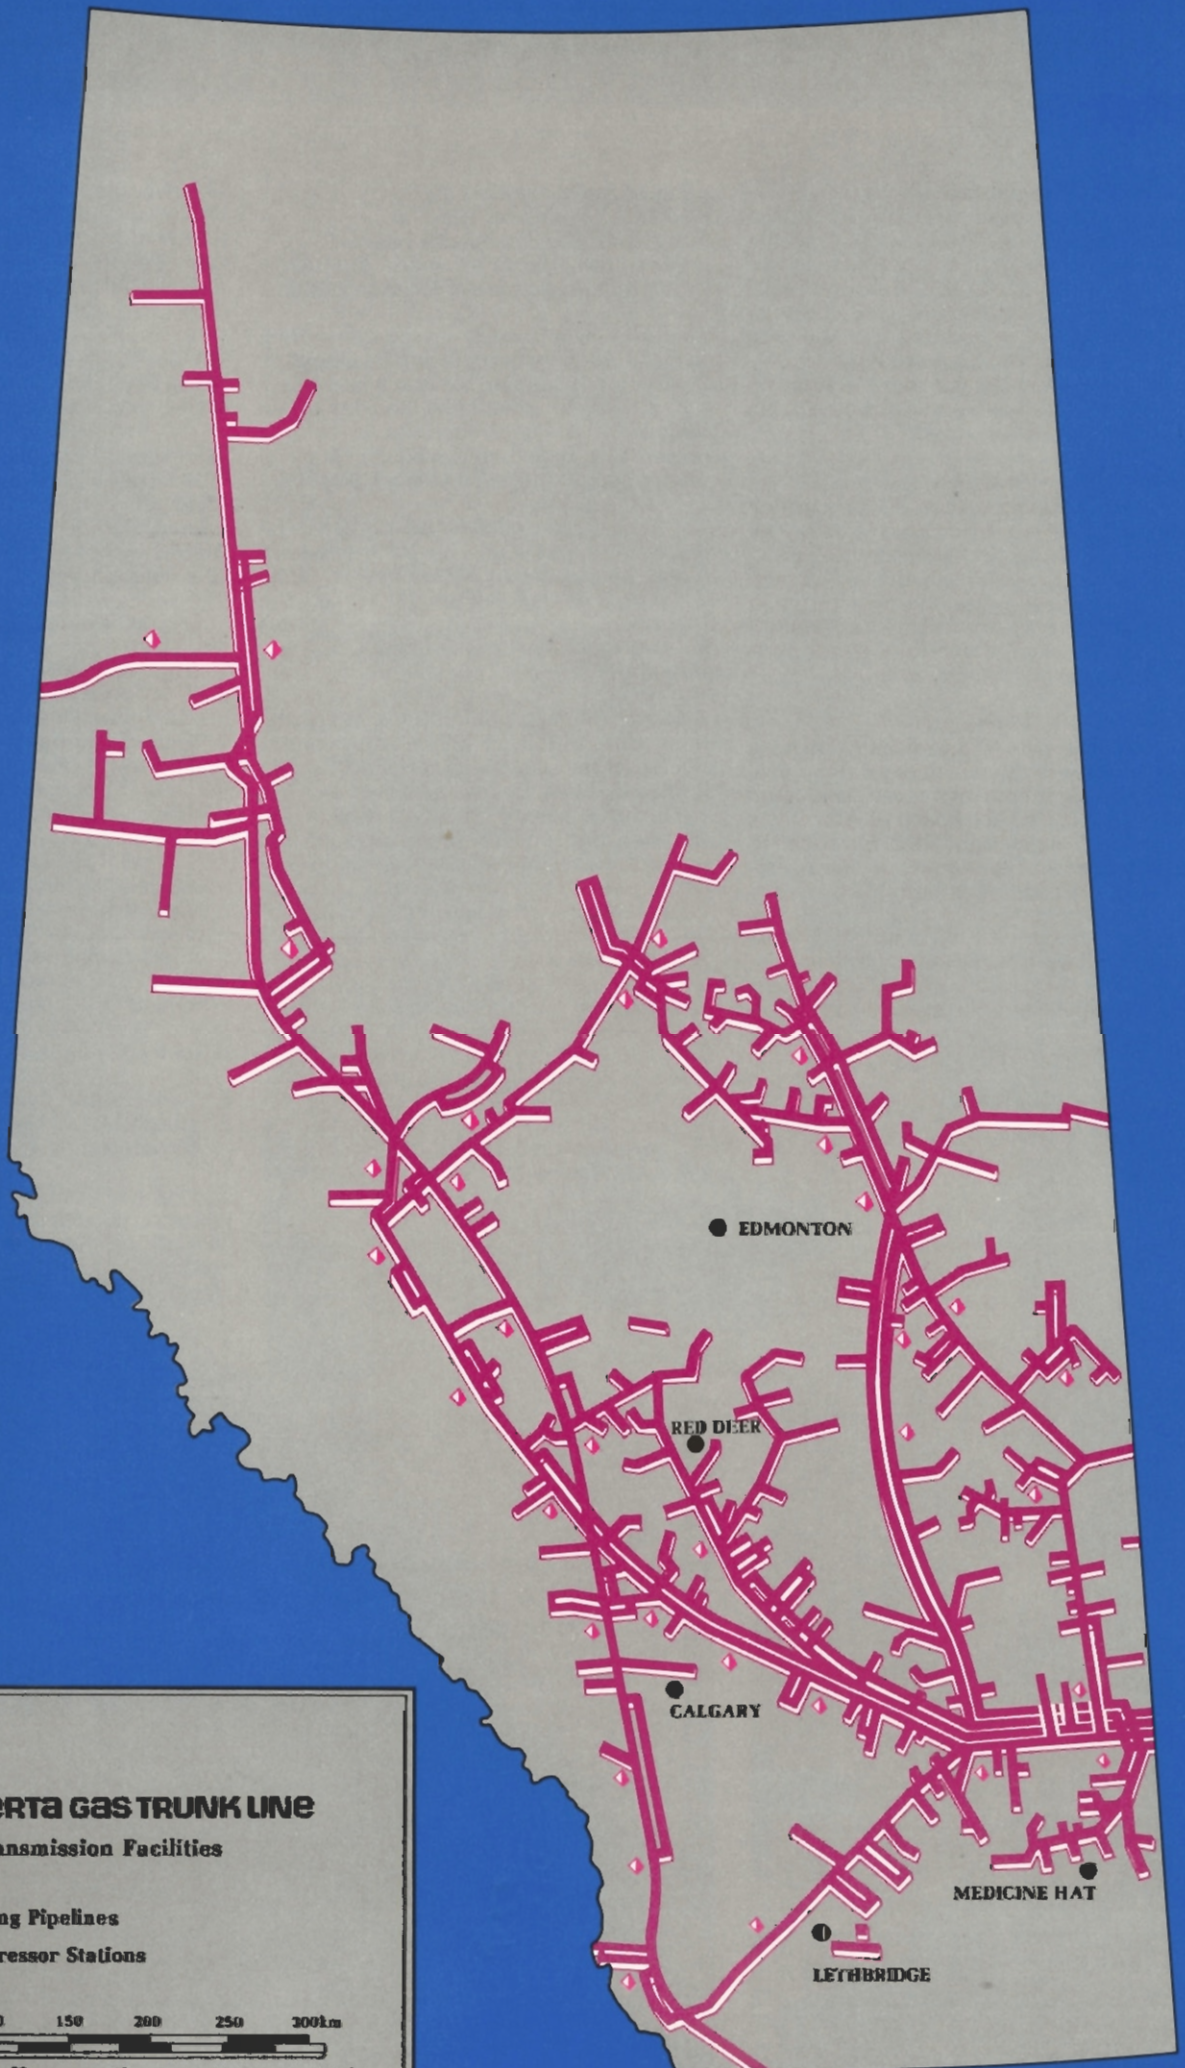 EDMONTON
RED DEER
CALGARY
MEDICINE HAT
LETHBRIDGE
ERTa Gas TRUNK LINe
ansmission Facilities
ng Pipelines
ressor Stations
0 150 200 250 300km